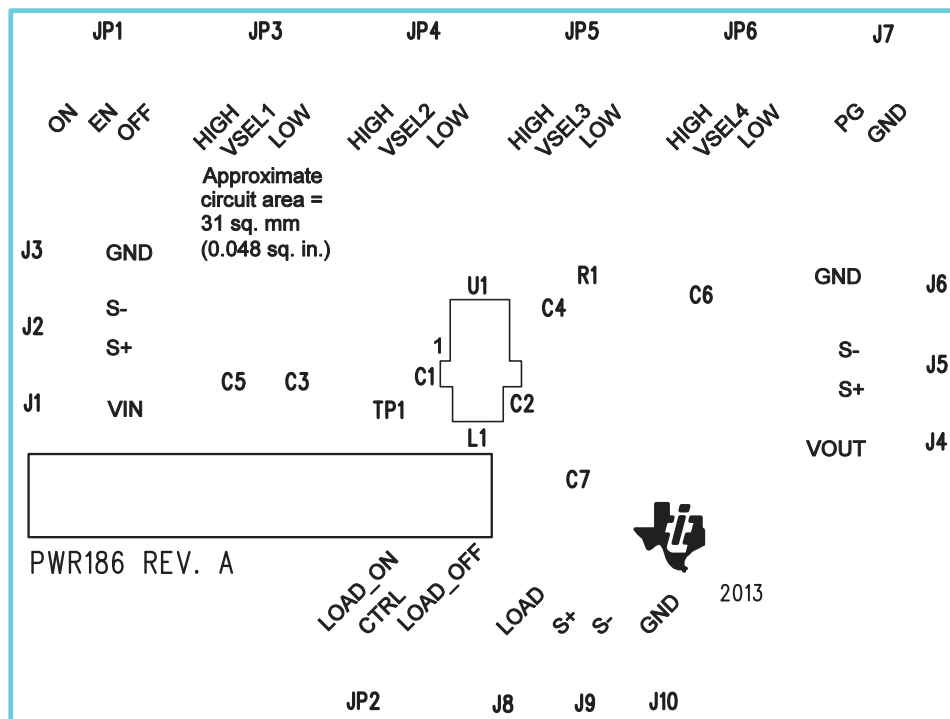 JP1 JP3 JP4 JP5 JP6 J7
ON EN OFF HIGH VSEL1 LOW HIGH VSEL2 LOW HIGH VSEL3 LOW HIGH VSEL4 LOW PG GND
Approximate
circuit area =
31 sq. mm
(0.048 sq. in.)
J3 GND
R1
GND J6
U1
C6
S-
C4
J2
1
S+
S-
J5
C1
C5 C3
S+
J1 VIN
TP1
C2
L1
VOUT J4
C7
PWR186 REV. A
LOAD_ON CTRL LOAD_OFF
LOAD S+ S- GND
2013
JP2 J8 J9 J10